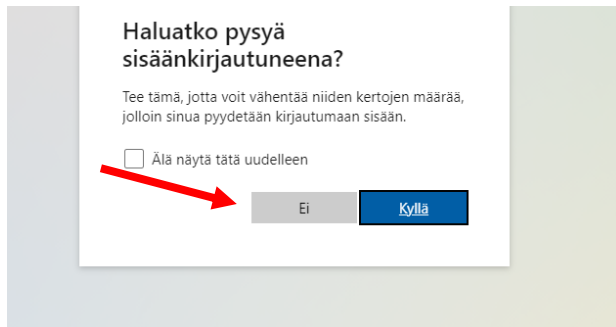 Haluatko pysyä
sisäänkirjautuneena?
Tee tämä, jotta voit vähentää niiden kertojen määrää,
jolloin sinua pyydetään kirjautumaan sisään.
Älä näytä tätä uudelleen
Ei Kyllä